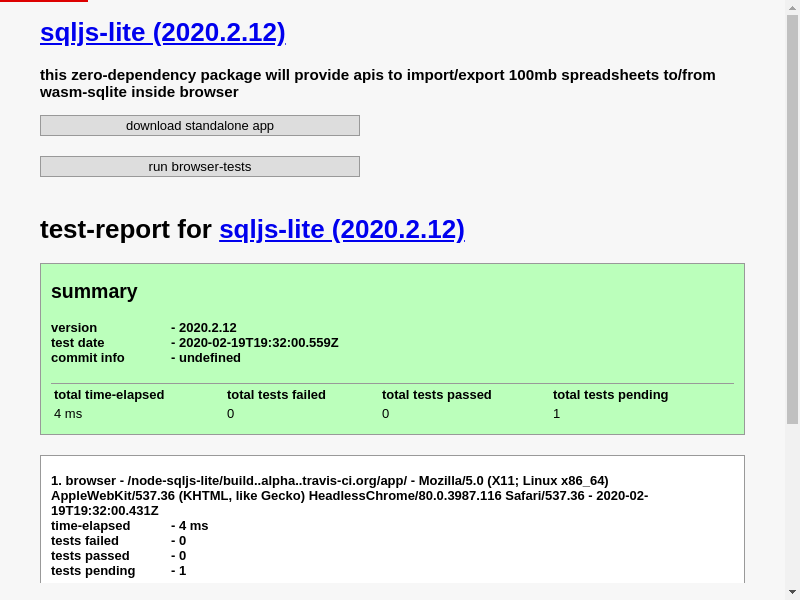 sqljs-lite (2020.2.12)
this zero-dependency package will provide apis to import/export 100mb spreadsheets to/from
wasm-sqlite inside browser
download standalone app
run browser-tests
test-report for sqljs-lite (2020.2.12)
summary
version - 2020.2.12
test date - 2020-02-19T19:32:00.559Z
commit info - undefined
total time-elapsed total tests failed total tests passed total tests pending
4 ms 0 0 1
1. browser - /node-sqljs-lite/build..alpha..travis-ci.org/app/ - Mozilla/5.0 (X11; Linux x86_64)
AppleWebKit/537.36 (KHTML, like Gecko) HeadlessChrome/80.0.3987.116 Safari/537.36 - 2020-02-
19T19:32:00.431Z
time-elapsed - 4 ms
tests failed - 0
tests passed - 0
tests pending - 1